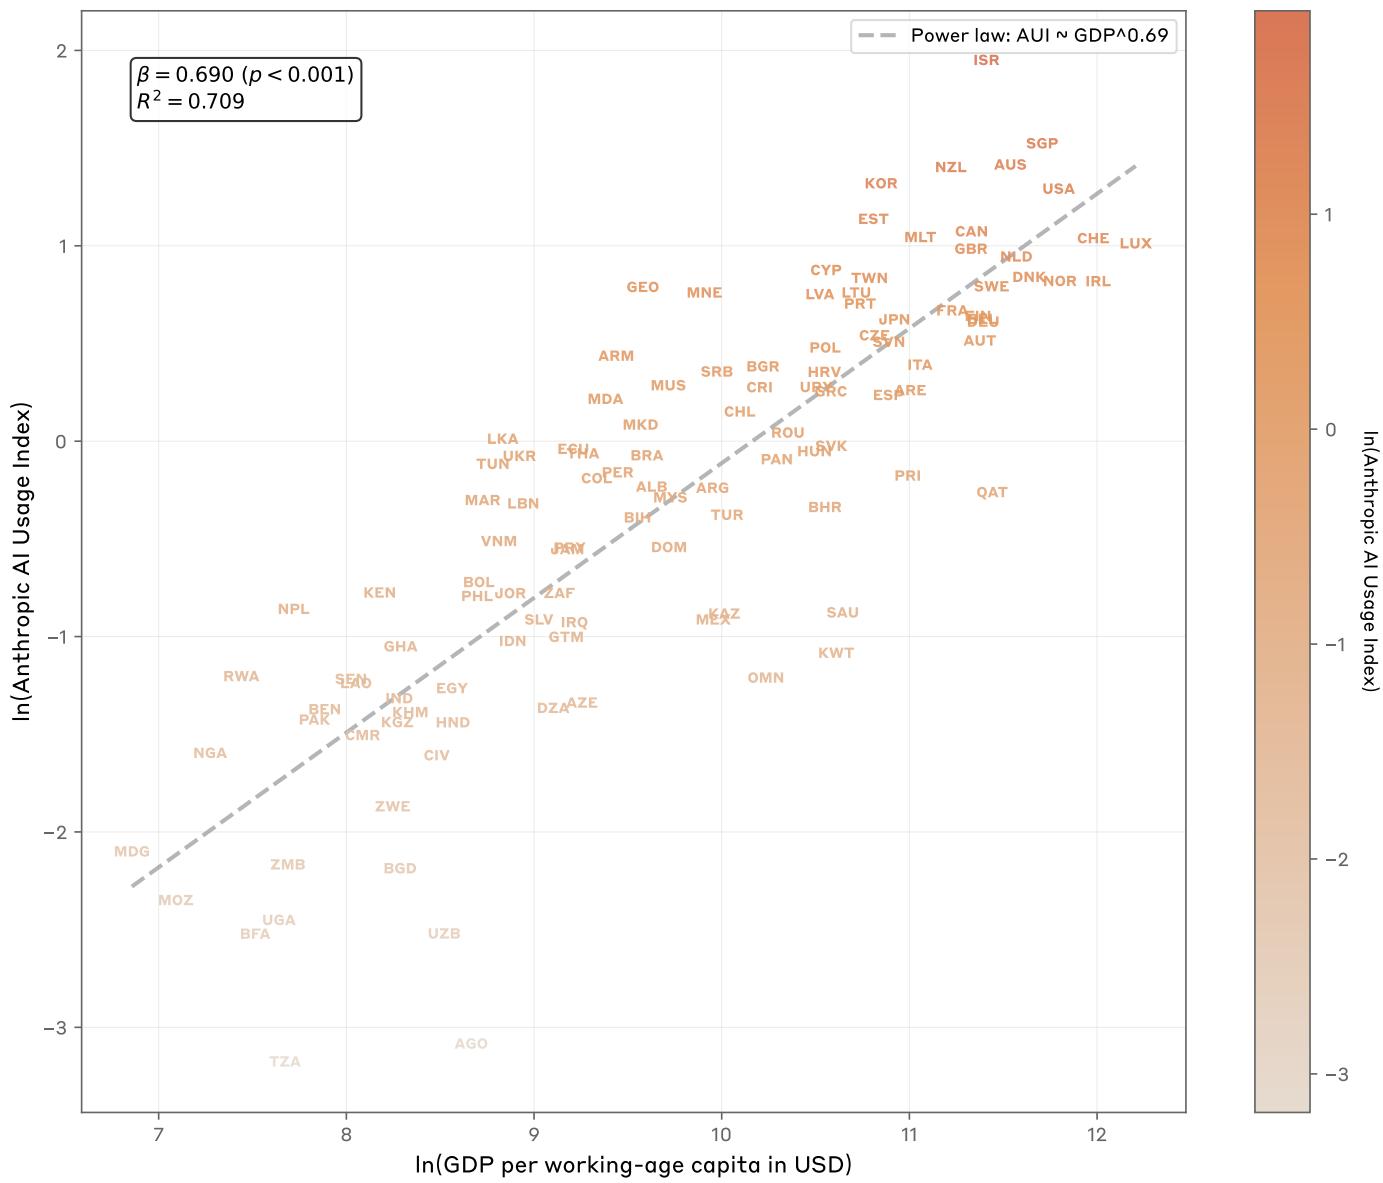 Power law: AUI ~ GDP^0.69
β = 0.690 (p < 0.001)
R² = 0.709
ISR
SGP
NZL
AUS
KOR
USA
EST
MLT
CAN
CHE
LUX
GBR
NLD
CYP
TWN
DNK
NOR
IRL
GEO
MNE
LVA
LTU
SWE
PRT
FRA
FIN
DEU
JPN
CZE
SVN
AUT
POL
ARM
SRB
BGR
HRV
ITA
MUS
CRI
URY
GRC
ESP
ARE
MDA
CHL
MKD
ROU
LKA
UKR
ECU
THA
BRA
SVK
HUN
PAN
TUN
COL
PER
PRI
ALB
ARG
MYS
QAT
MAR
LBN
BHR
BIH
TUR
VNM
PRY
JAM
DOM
BOL
PHL
JOR
ZAF
KEN
NPL
SLV
IRQ
MEX
KAZ
SAU
GTM
IDN
GHA
KWT
RWA
SEN
LAO
EGY
OMN
IND
BEN
PAK
KHM
KGZ
HND
DZA
AZE
CMR
NGA
CIV
ZWE
MDG
ZMB
BGD
MOZ
UGA
BFA
UZB
AGO
TZA
2
1
0
−1
−2
−3
7
8
9
10
11
12
ln(GDP per working-age capita in USD)
ln(Anthropic AI Usage Index)
1
0
−1
−2
−3
ln(Anthropic AI Usage Index)